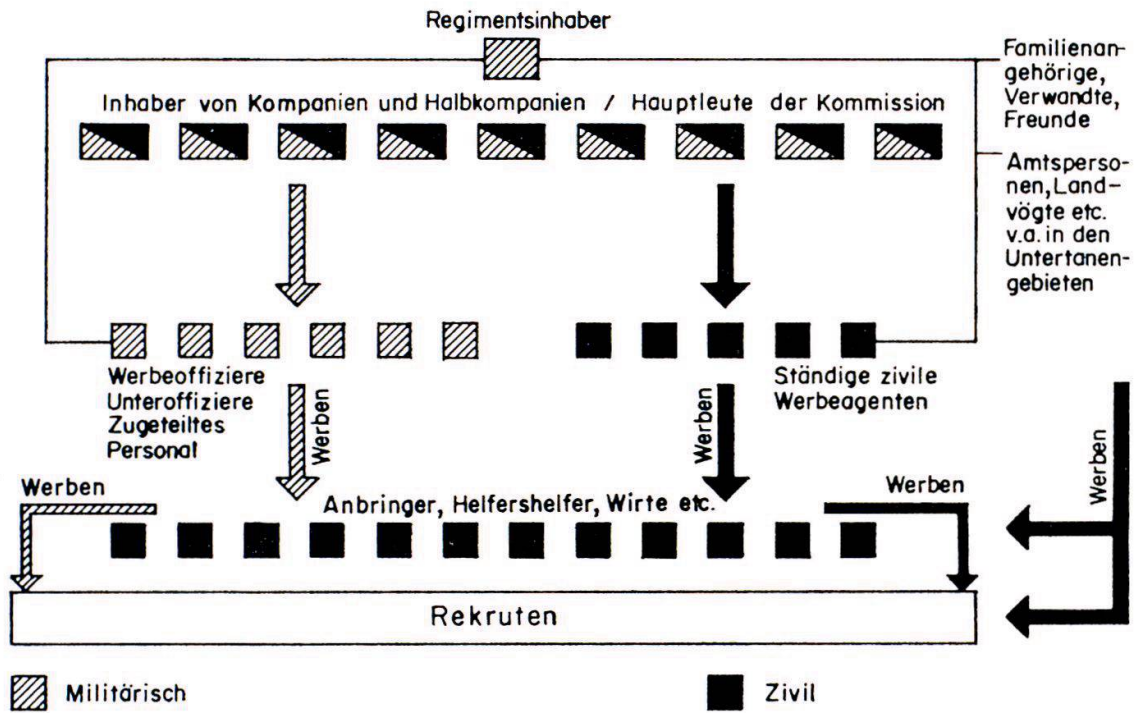 Regimentsinhaber
Familienan-
gehörige,
Verwandte,
Freunde
Inhaber von Kompanien und Halbkompanien / Hauptleute der Kommission
Amtsperso-
nen, Land-
vögte etc.
v.a. in den
Untertanen-
gebieten
Werbeoffiziere
Unteroffiziere
Zugeteiltes
Personal
Werben
Werben
Ständige zivile
Werbeagenten
Werben
Werben
Anbringer, Helfershelfer, Wirte etc.
Werben
Rekruten
Militärisch
Zivil